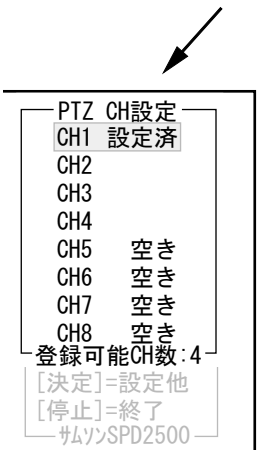 PTZ CH設定
CH1 設定済
CH2
CH3
CH4
CH5 空き
CH6 空き
CH7 空き
CH8 空き
登録可能CH数:4
[決定]=設定他
[停止]=終了
ｻﾑｿﾝSPD2500